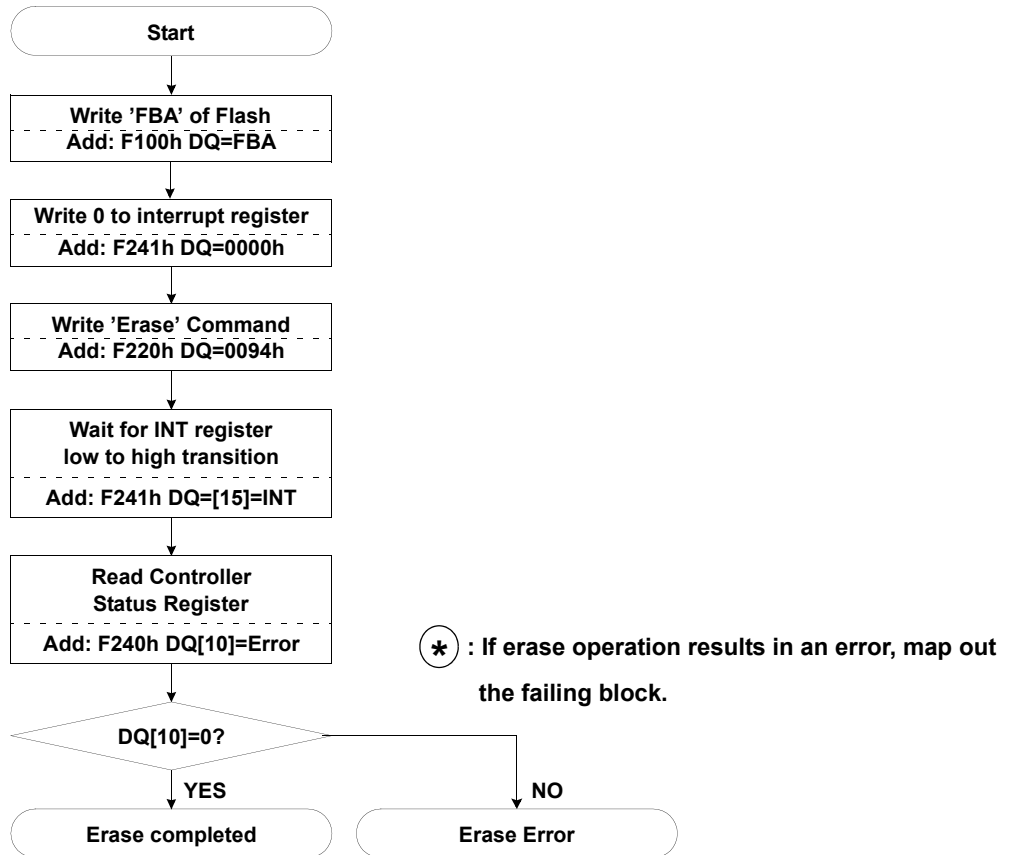 Start
Write ’FBA’ of Flash
Add: F100h DQ=FBA
Write 0 to interrupt register
Add: F241h DQ=0000h
Write ’Erase’ Command
Add: F220h DQ=0094h
Wait for INT register
low to high transition
Add: F241h DQ=[15]=INT
Read Controller
Status Register
Add: F240h DQ[10]=Error
* : If erase operation results in an error, map out
the failing block.
DQ[10]=0?
YES
NO
Erase completed
Erase Error